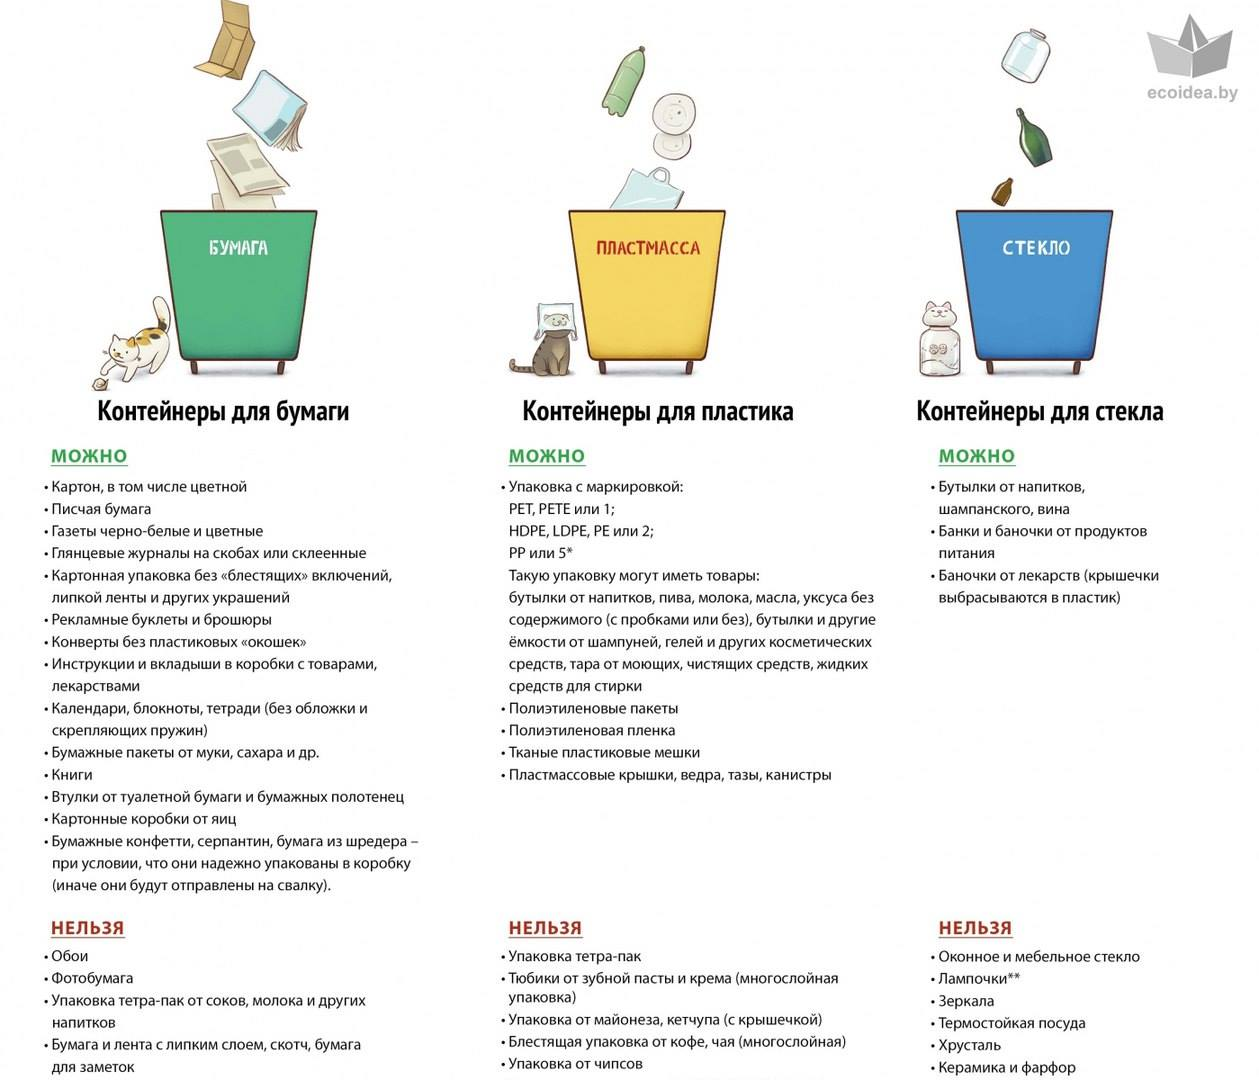 ecoidea.by
БУМАГА
ПЛАСТМАССА
СТЕКЛО
Контейнеры для бумаги
МОЖНО
• Картон, в том числе цветной
• Писчая бумага
• Газеты черно-белые и цветные
• Глянцевые журналы на скобах или склеенные
• Картонная упаковка без «блестящих» включений,
липкой ленты и других украшений
• Рекламные буклеты и брошюры
• Конверты без пластиковых «окошек»
• Инструкции и вкладыши в коробки с товарами,
лекарствами
• Календари, блокноты, тетради (без обложки и
скрепляющих пружин)
• Бумажные пакеты от муки, сахара и др.
• Книги
• Втулки от туалетной бумаги и бумажных полотенец
• Картонные коробки от яиц
• Бумажные конфетти, серпантин, бумага из шредера –
при условии, что они надежно упакованы в коробку
(иначе они будут отправлены на свалку).
НЕЛЬЗЯ
• Обои
• Фотобумага
• Упаковка тетра-пак от соков, молока и других
напитков
• Бумага и лента с липким слоем, скотч, бумага
для заметок
Контейнеры для пластика
МОЖНО
• Упаковка с маркировкой:
PET, PETE или 1;
HDPE, LDPE, PE или 2;
PP или 5*
Такую упаковку могут иметь товары:
бутылки от напитков, пива, молока, масла, уксуса без
содержимого (с пробками или без), бутылки и другие
ёмкости от шампуней, гелей и других косметических
средств, тара от моющих, чистящих средств, жидких
средств для стирки
• Полиэтиленовые пакеты
• Полиэтиленовая пленка
• Тканые пластиковые мешки
• Пластмассовые крышки, ведра, тазы, канистры
НЕЛЬЗЯ
• Упаковка тетра-пак
• Тюбики от зубной пасты и крема (многослойная
упаковка)
• Упаковка от майонеза, кетчупа (с крышечкой)
• Блестящая упаковка от кофе, чая (многослойная)
• Упаковка от чипсов
Контейнеры для стекла
МОЖНО
• Бутылки от напитков,
шампанского, вина
• Банки и баночки от продуктов
питания
• Баночки от лекарств (крышечки
выбрасываются в пластик)
НЕЛЬЗЯ
• Оконное и мебельное стекло
• Лампочки**
• Зеркала
• Термостойкая посуда
• Хрусталь
• Керамика и фарфор